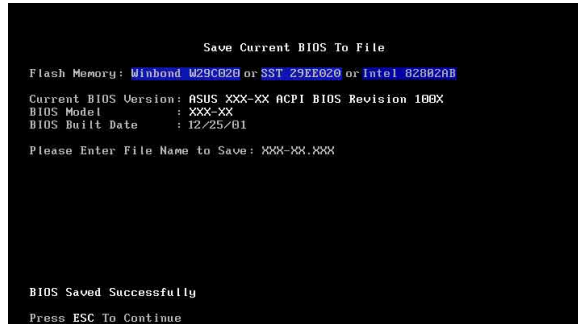 Save Current BIOS To File
Flash Memory: Winbond W29C020 or SST 29EE020 or Intel 82802AB
Current BIOS Version: ASUS XXX-XX ACPI BIOS Revision 100X
BIOS Model : XXX-XX
BIOS Built Date : 12/25/01
Please Enter File Name to Save: XXX-XX.XXX
BIOS Saved Successfully
Press ESC To Continue